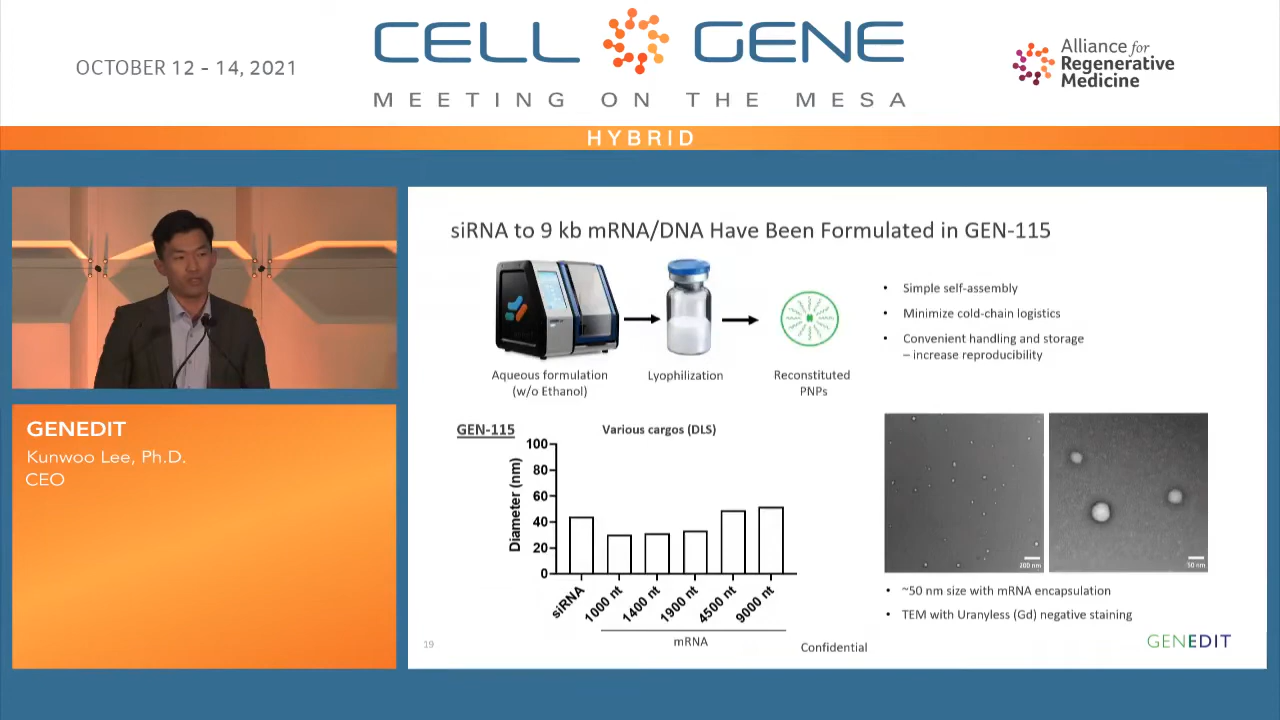 OCTOBER 12 - 14, 2021
CELL GENE
MEETING ON THE MESA
Alliance for
Regenerative
Medicine
HYBRID
GENEDIT
Kunwoo Lee, Ph.D.
CEO
siRNA to 9 kb mRNA/DNA Have Been Formulated in GEN-115
Aqueous formulation
(w/o Ethanol)
Lyophilization
Reconstituted
PNPs
• Simple self-assembly
• Minimize cold-chain logistics
• Convenient handling and storage
– increase reproducibility
GEN-115
Various cargos (DLS)
Diameter (nm)
100
80
60
40
20
0
siRNA
1000 nt
1400 nt
1900 nt
4500 nt
9000 nt
mRNA
200 nm
50 nm
• ~50 nm size with mRNA encapsulation
• TEM with Uranyless (Gd) negative staining
19
Confidential
GENEDIT